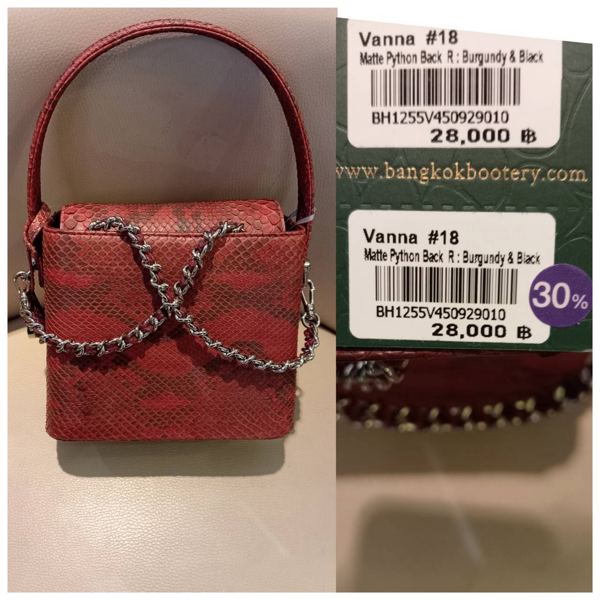 Vanna #18
Matte Python Back R : Burgundy & Black
BH1255V450929010
28,000 ฿
www.bangkokbootery.com
Vanna #18
Matte Python Back R : Burgundy & Black
BH1255V450929010
28,000 ฿
30%